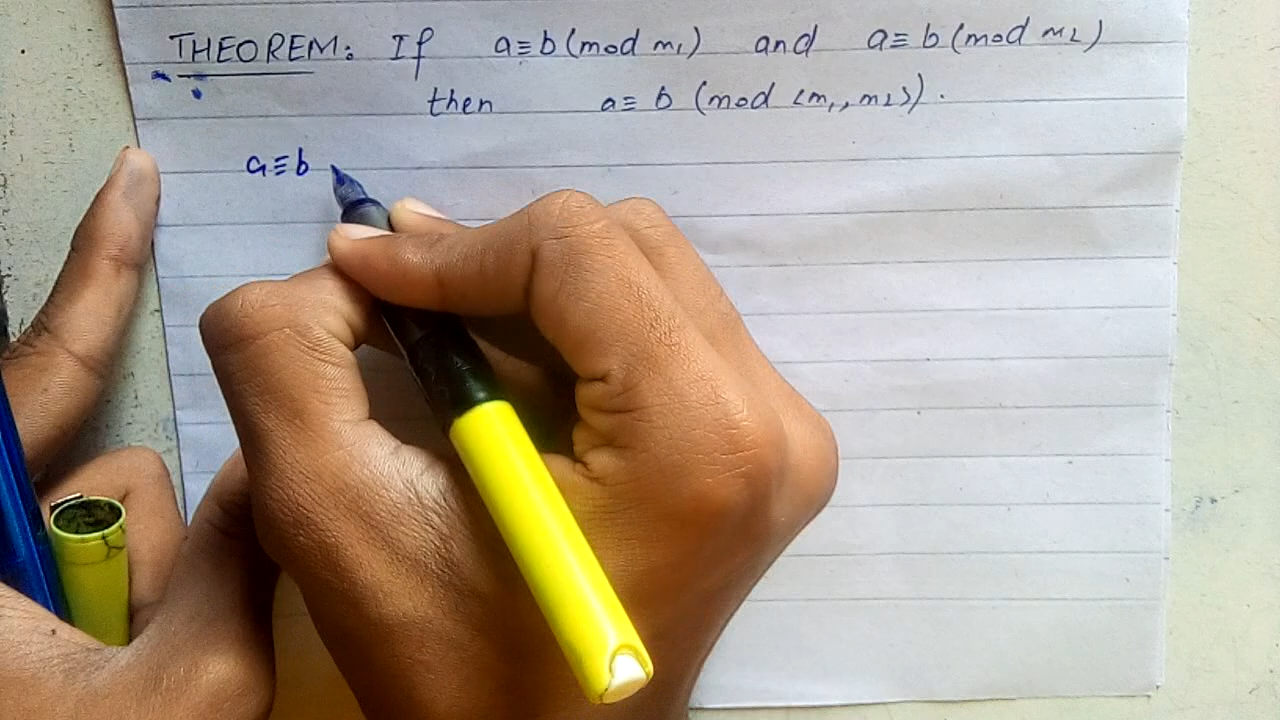 THEOREM: If a≡b (mod m₁) and a≡ b (mod m₂)
then a≡ b (mod <m₁, m₂>).
a≡b